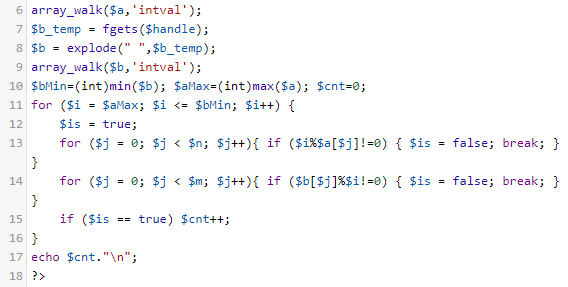 6 array_walk($a,'intval');
7 $b_temp = fgets($handle);
8 $b = explode(" ",$b_temp);
9 array_walk($b,'intval');
10 $bMin=(int)min($b); $aMax=(int)max($a); $cnt=0;
11 for ($i = $aMax; $i <= $bMin; $i++) {
12     $is = true;
13     for ($j = 0; $j < $n; $j++){ if ($i%$a[$j]!=0) { $is = false; break; }
}
14     for ($j = 0; $j < $m; $j++){ if ($b[$j]%$i!=0) { $is = false; break; }
}
15     if ($is == true) $cnt++;
16 }
17 echo $cnt."\n";
18 ?>